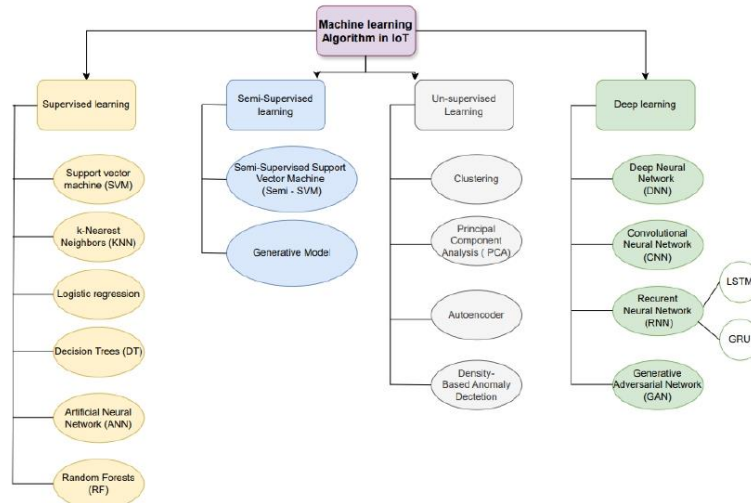 Machine learning
Algorithm in IoT
Supervised learning
Semi-Supervised
learning
Un-supervised
Learning
Deep learning
Support vector
machine (SVM)
k-Nearest
Neighbors (KNN)
Logistic regression
Decision Trees (DT)
Artificial Neural
Network (ANN)
Random Forests
(RF)
Semi-Supervised Support
Vector Machine
(Semi - SVM)
Generative Model
Clustering
Principal
Component
Analysis ( PCA)
Autoencoder
Density-
Based Anomaly
Dectetion
Deep Neural
Network
(DNN)
Convolutional
Neural Network
(CNN)
Recurent
Neural Network
(RNN)
LSTM
GRU
Generative
Adversarial Network
(GAN)